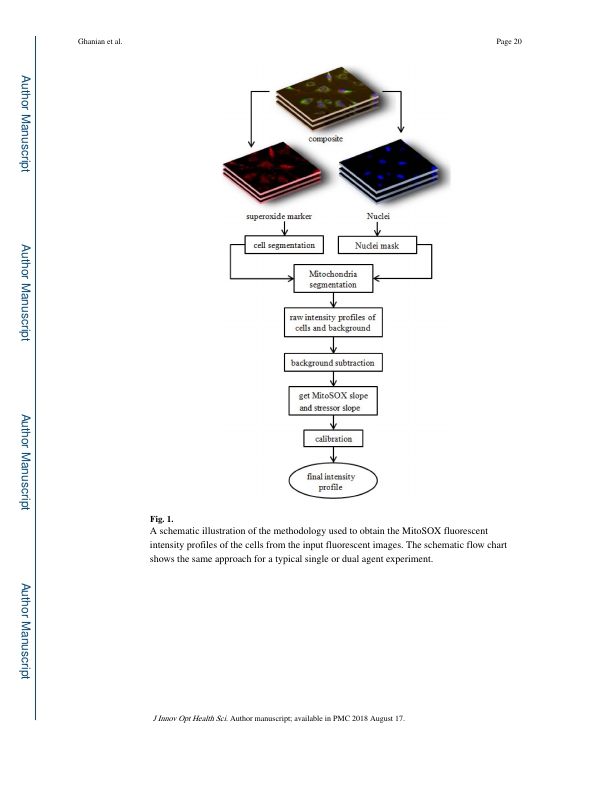 Ghanian et al.
Page 20
Author Manuscript
Author Manuscript
Author Manuscript
Author Manuscript
composite
superoxide marker
Nuclei
cell segmentation
Nuclei mask
Mitochondria
segmentation
raw intensity profiles of
cells and background
background subtraction
get MitoSOX slope
and stressor slope
calibration
final intensity
profile
Fig. 1.
A schematic illustration of the methodology used to obtain the MitoSOX fluorescent
intensity profiles of the cells from the input fluorescent images. The schematic flow chart
shows the same approach for a typical single or dual agent experiment.
J Innov Opt Health Sci. Author manuscript; available in PMC 2018 August 17.